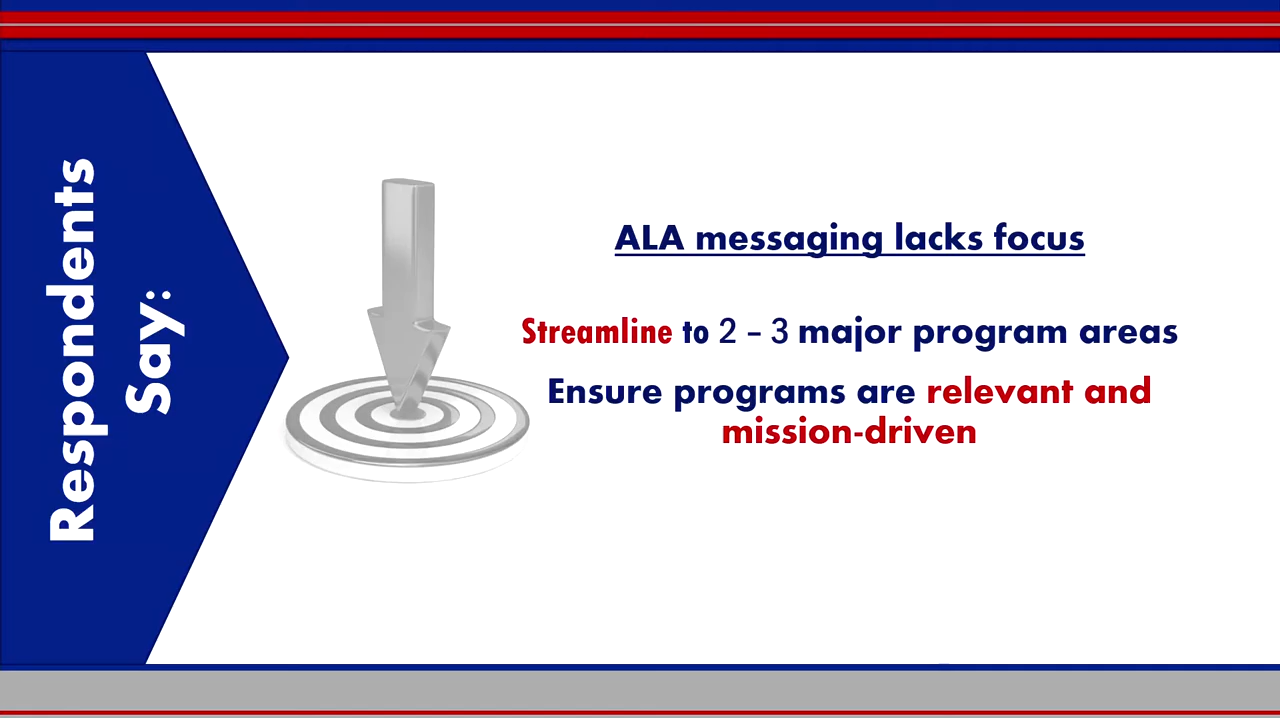 Respondents
Say:
ALA messaging lacks focus
Streamline to 2 – 3 major program areas
Ensure programs are relevant and
mission-driven